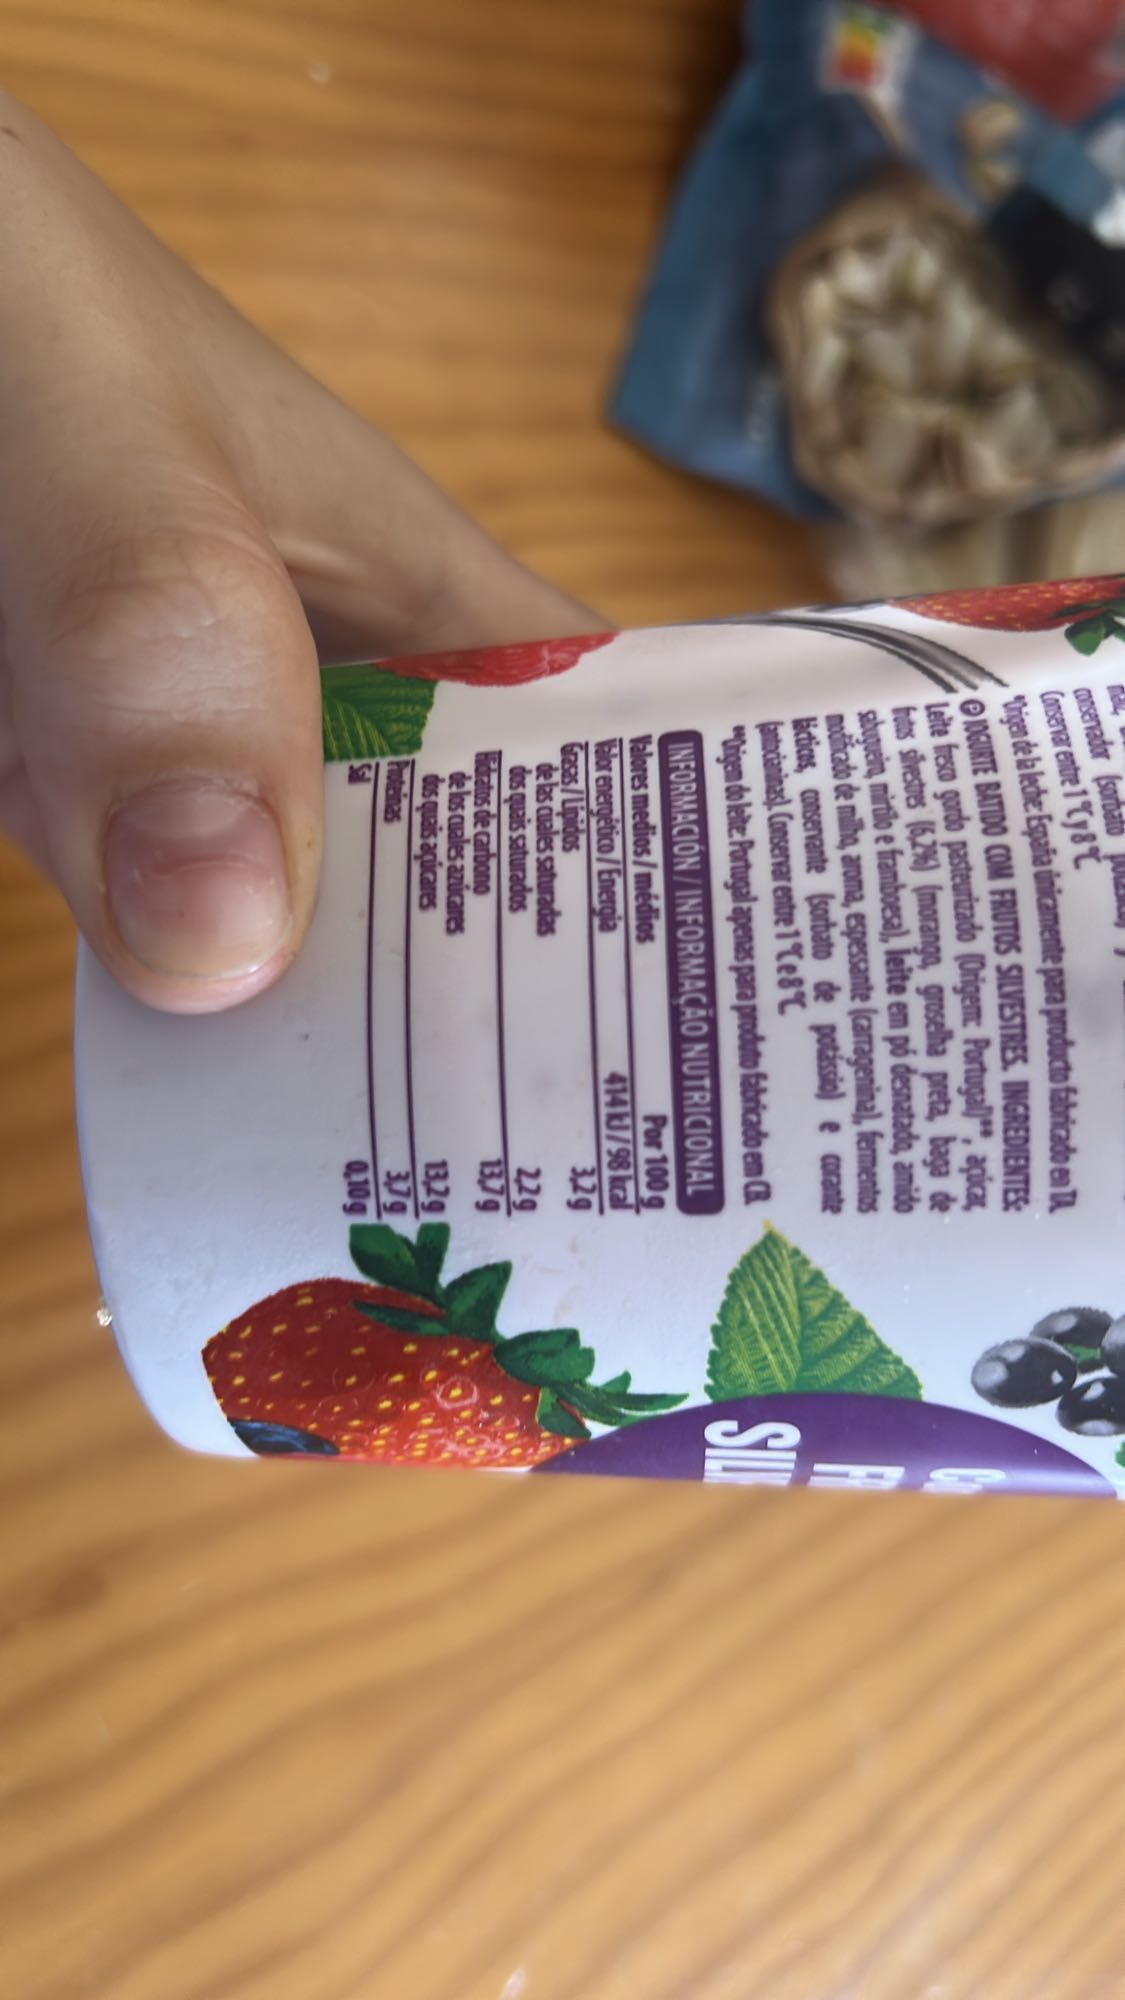 conservador (sorbato
Conservar entre 1 °C y 8 °C.
*Origen de la leche: España únicamente para producto fabricado en TL
Ⓟ IOGURTE BATIDO COM FRUTOS SILVESTRES. INGREDIENTES:
Leite fresco gordo pasteurizado (Origem: Portugal)**, açúcar,
frutos silvestres (6,2%) (morango, groselha preta, baga de
sabugueiro, mirtilo e framboesa), leite em pó desnatado, amido
modificado de milho, aroma, espessante (carragenina), fermentos
lácticos, conservante (sorbato de potássio) e corante
(antocianinas). Conservar entre 1 °C e 8 °C.
**Origem do leite: Portugal apenas para produto fabricado em CB
INFORMACIÓN / INFORMAÇÃO NUTRICIONAL
Valores medios / médios Por 100 g
Valor energético / Energia 414 kJ / 98 kcal
Grasas / Lípidos 3,2 g
de las cuales saturadas
dos quais saturados 2,2 g
Hidratos de carbono 13,7 g
de los cuales azúcares
dos quais açúcares 13,2 g
Proteínas 3,7 g
Sal 0,10 g